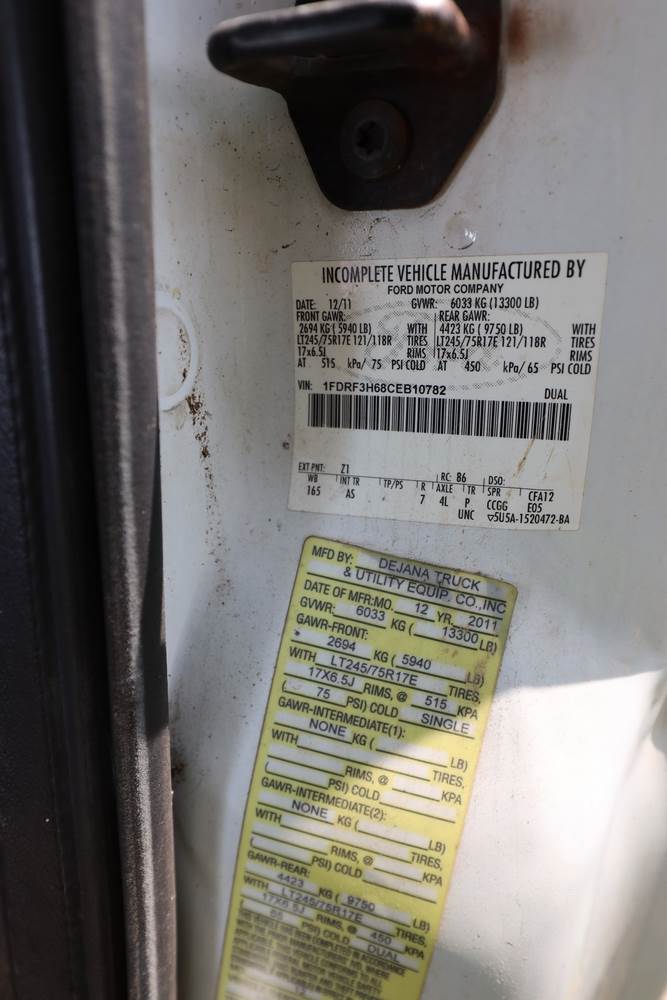 INCOMPLETE VEHICLE MANUFACTURED BY
FORD MOTOR COMPANY
DATE: 12/11 GVWR: 6033 KG (13300 LB)
FRONT GAWR: REAR GAWR:
2694 KG ( 5940 LB) WITH 4423 KG ( 9750 LB) WITH
LT245/75R17E 121/118R TIRES LT245/75R17E 121/118R TIRES
17x6.5J RIMS 17x6.5J RIMS
AT 515 kPa/ 75 PSI COLD AT 450 kPa/ 65 PSI COLD
VIN: 1FDRF3H68CEB10782 DUAL
EXT PNT: Z1 RC: 86 DSO:
WB INT TR TP/PS R AXLE TR SPR CFA12
165 AS 7 4L P CCGG E05
UNC ▽5U5A-1520472-BA
MFD BY: DEJANA TRUCK
& UTILITY EQUIP. CO.,INC
DATE OF MFR:MO. 12 YR. 2011
GVWR: 6033 KG ( 13300 LB)
GAWR-FRONT:
2694 KG ( 5940 LB)
WITH LT245/75R17E TIRES,
17X6.5J RIMS, @ 515 KPA
( 75 PSI) COLD SINGLE
GAWR-INTERMEDIATE(1):
NONE KG ( LB)
WITH TIRES,
RIMS, @ KPA
( PSI) COLD
GAWR-INTERMEDIATE(2):
NONE KG ( LB)
WITH TIRES,
RIMS, @ KPA
( PSI) COLD
GAWR-REAR:
4423 KG ( 9750 LB)
WITH LT245/75R17E TIRES,
17X6.5J RIMS, @ 450 KPA
( 65 PSI) COLD DUAL
THIS VEHICLE HAS BEEN COMPLETED IN ACCORDANCE